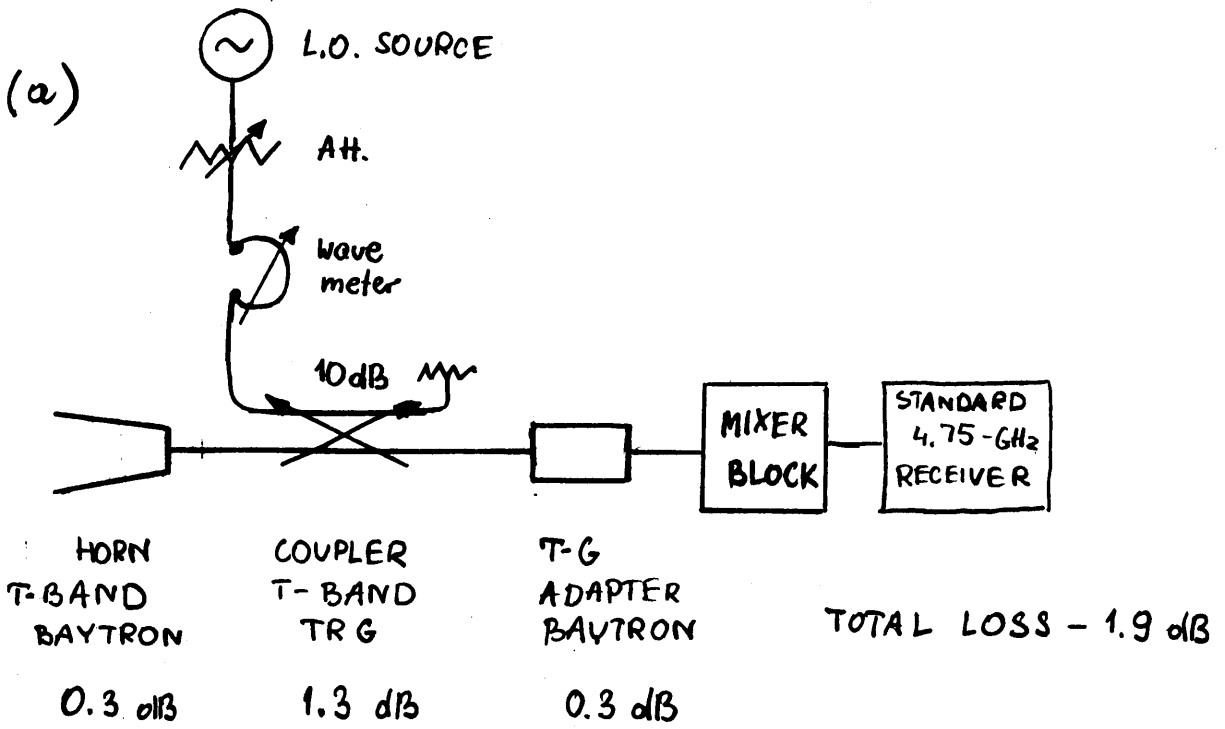 (a)
L.O. SOURCE
Att.
wave
meter
10dB
MIXER
BLOCK
STANDARD
4.75-GHz
RECEIVER
HORN
T-BAND
BAYTRON
0.3 dB
COUPLER
T-BAND
TRG
1.3 dB
T-G
ADAPTER
BAYTRON
0.3 dB
TOTAL LOSS - 1.9 dB